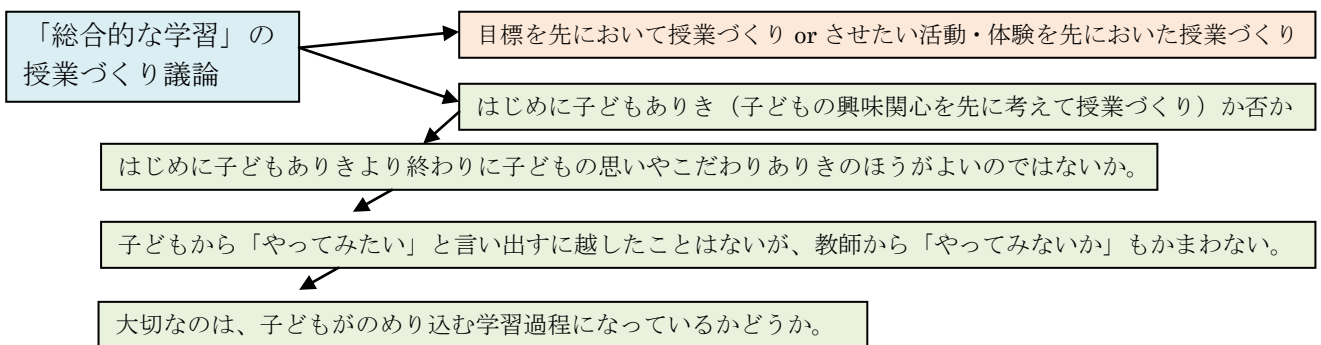 「総合的な学習」の
授業づくり議論
目標を先において授業づくり or させたい活動・体験を先においた授業づくり
はじめに子どもありき（子どもの興味関心を先に考えて授業づくり）か否か
はじめに子どもありきより終わりに子どもの思いやこだわりありきのほうがよいのではないか。
子どもから「やってみたい」と言い出すに越したことはないが、教師から「やってみないか」もかまわない。
大切なのは、子どもがのめり込む学習過程になっているかどうか。